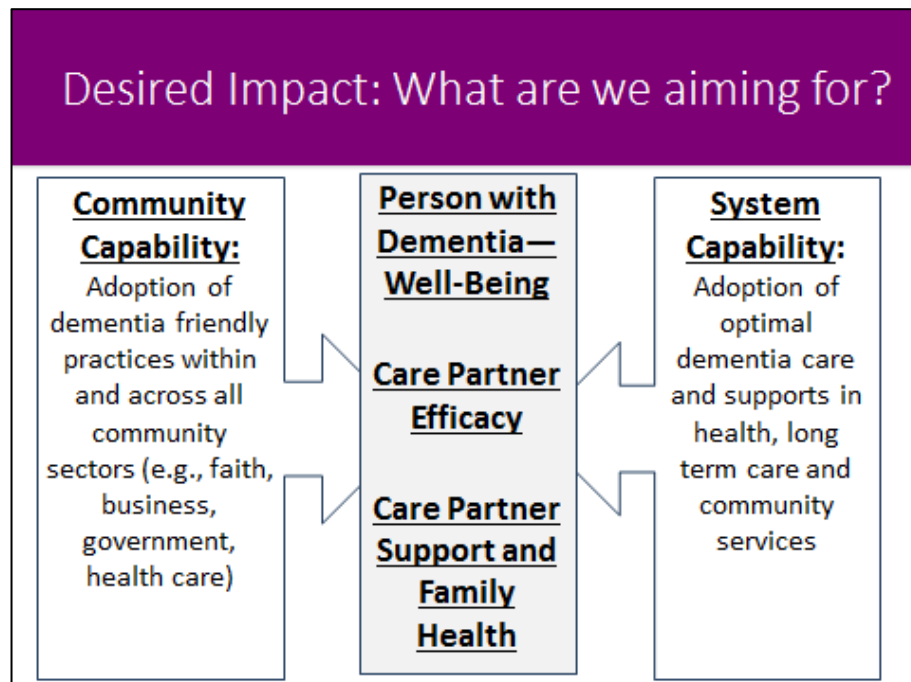 Desired Impact: What are we aiming for?
Community
Capability:
Adoption of
dementia friendly
practices within
and across all
community
sectors (e.g., faith,
business,
government,
health care)
Person with
Dementia—
Well-Being
Care Partner
Efficacy
Care Partner
Support and
Family
Health
System
Capability:
Adoption of
optimal
dementia care
and supports in
health, long
term care and
community
services